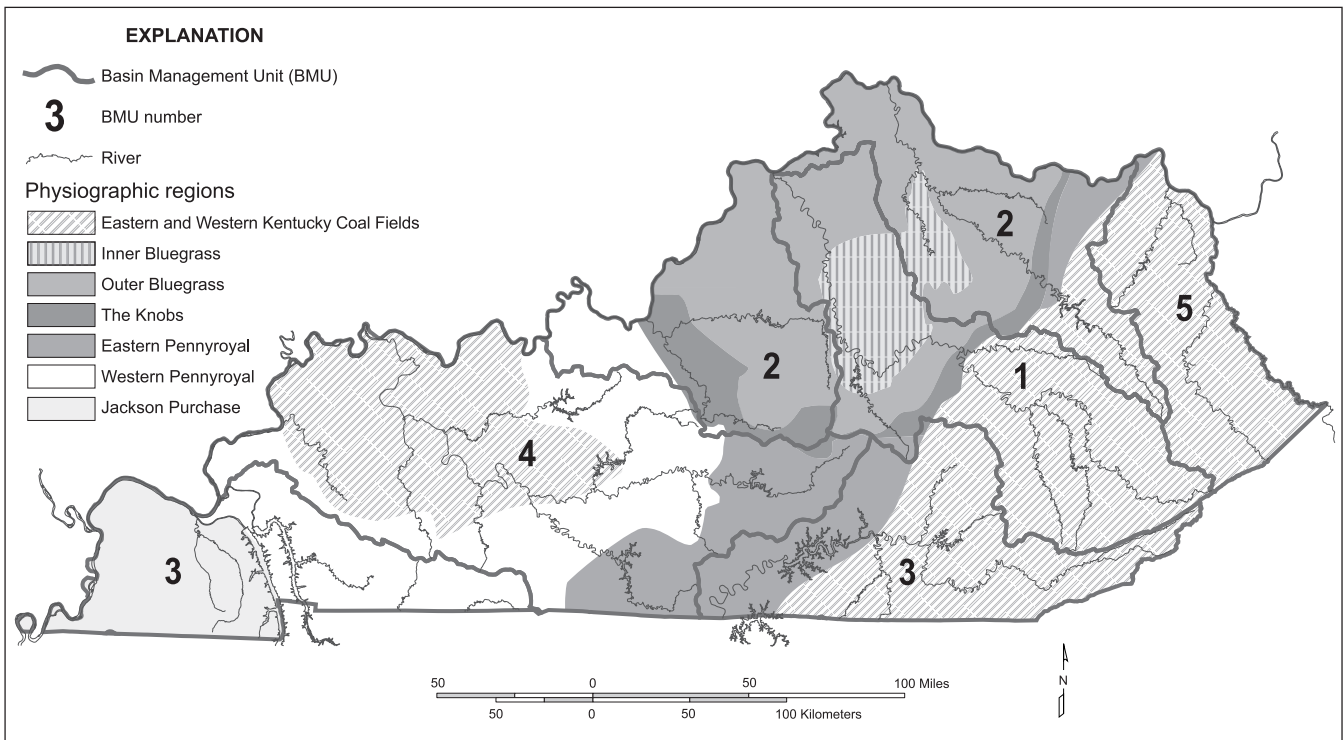 EXPLANATION
Basin Management Unit (BMU)
3 BMU number
River
Physiographic regions
Eastern and Western Kentucky Coal Fields
Inner Bluegrass
Outer Bluegrass
The Knobs
Eastern Pennyroyal
Western Pennyroyal
Jackson Purchase
2
5
2
1
4
3
3
N
50 0 50 100 Miles
50 0 50 100 Kilometers